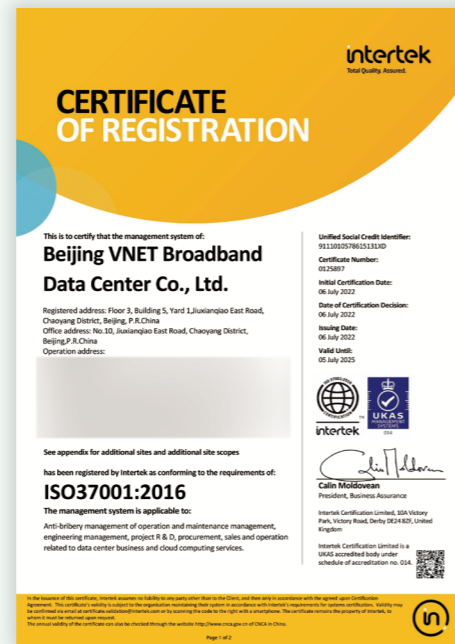 intertek
Total Quality. Assured.
CERTIFICATE
OF REGISTRATION
This is to certify that the management system of:
Beijing VNET Broadband
Data Center Co., Ltd.
Registered address: Floor 3, Building 5, Yard 1,Jiuxianqiao East Road,
Chaoyang District, Beijing, P.R.China
Office address: No.10, Jiuxianqiao East Road, Chaoyang District,
Beijing,P.R.China
Operation address:
See appendix for additional sites and additional site scopes
has been registered by Intertek as conforming to the requirements of:
ISO37001:2016
The management system is applicable to:
Anti-bribery management of operation and maintenance management,
engineering management, project R & D, procurement, sales and operation
related to data center business and cloud computing services.
Unified Social Credit Identifier:
9111010578615131XD
Certificate Number:
0125897
Initial Certification Date:
06 July 2022
Date of Certification Decision:
06 July 2022
Issuing Date:
06 July 2022
Valid Until:
05 July 2025
intertek
UKAS
MANAGEMENT
SYSTEMS
014
Calin Moldovean
President, Business Assurance
Intertek Certification Limited, 10A Victory
Park, Victory Road, Derby DE24 8ZF, United
Kingdom
Intertek Certification Limited is a
UKAS accredited body under
schedule of accreditation no. 014.
In the issuance of this certificate, Intertek assumes no liability to any party other than to the Client, and then only in accordance with the agreed upon Certification
Agreement. This certificate's validity is subject to the organisation maintaining their system in accordance with Intertek's requirements for systems certification. Validity may
be confirmed via email at certificate.validation@intertek.com or by scanning the code to the right with a smartphone. The certificate remains the property of Intertek, to
whom it must be returned upon request.
The annual validity of the certificate can also be checked through the website http://www.cnca.gov.cn of CNCA in China.
Page 1 of 2
in